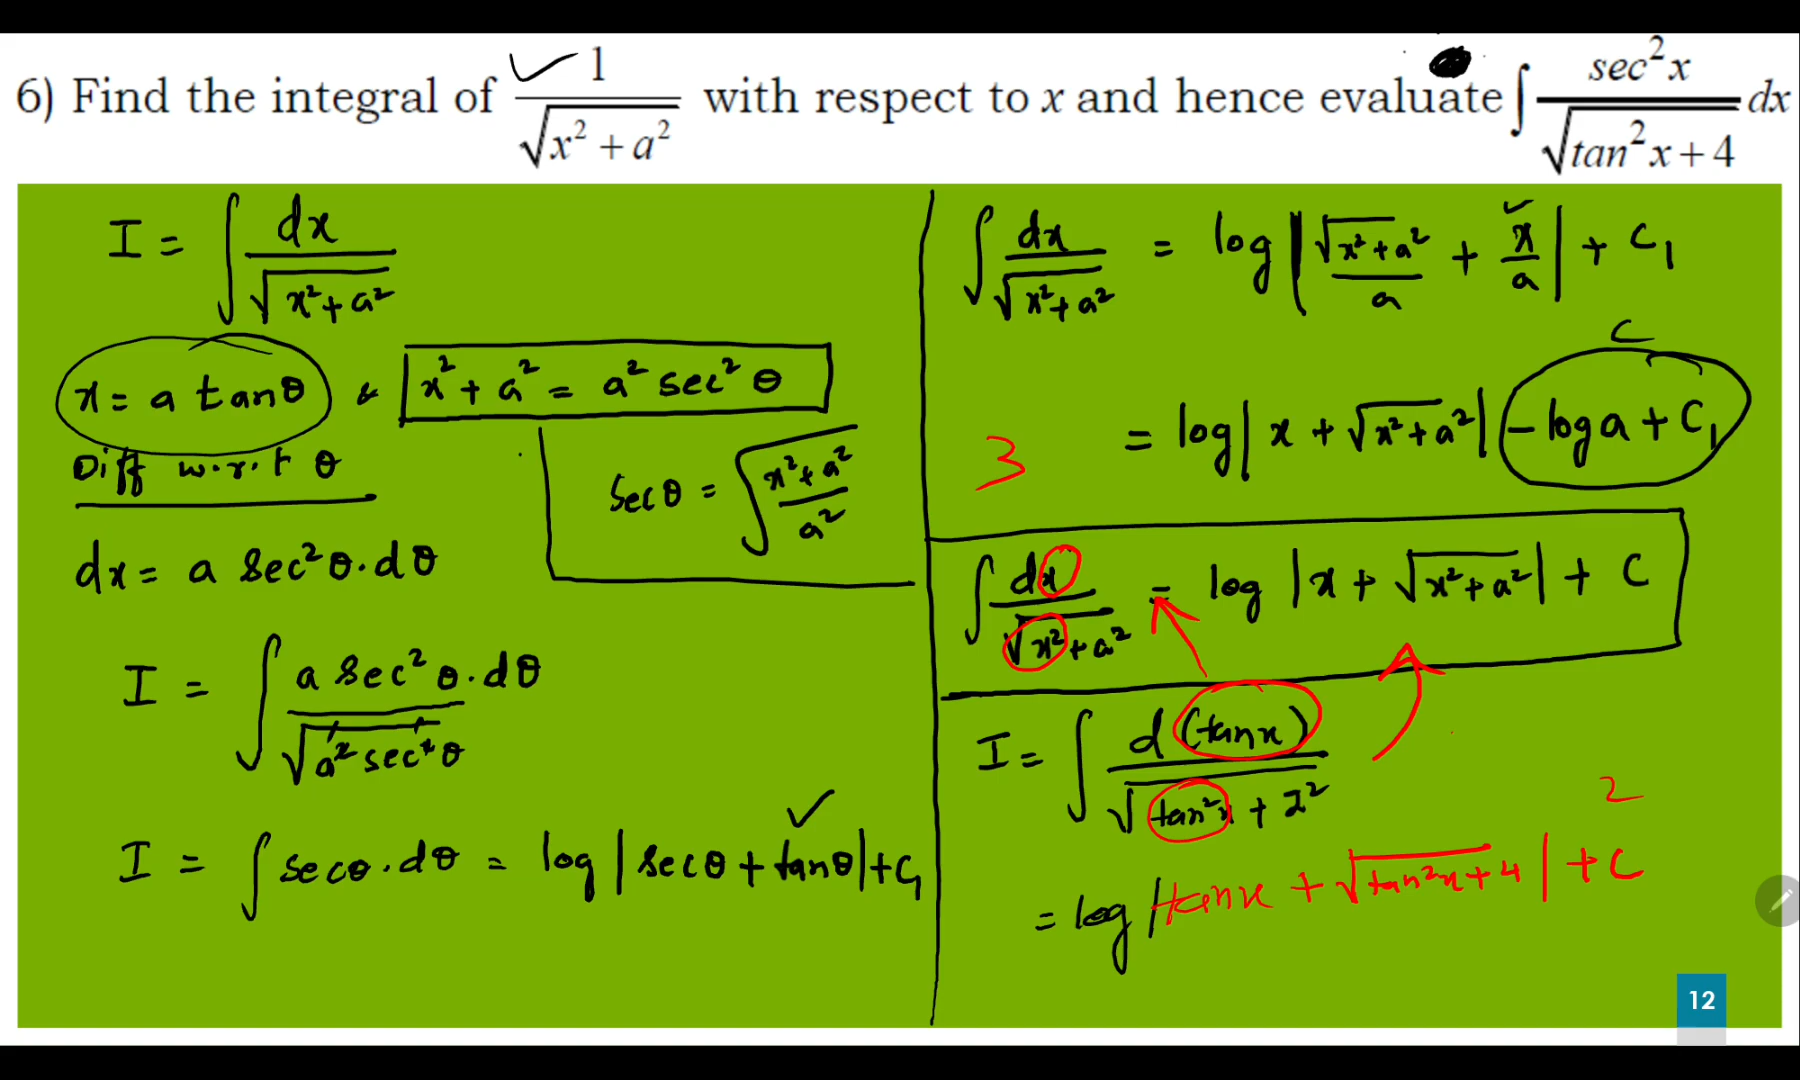 6) Find the integral of 1/√(x² + a²) with respect to x and hence evaluate ∫ sec²x/√(tan²x + 4) dx
I = ∫ dx/√(x² + a²)
x = a tanθ & x² + a² = a² sec² θ
Diff w.r.t θ
secθ = √((x² + a²)/a²)
dx = a sec²θ.dθ
I = ∫ a sec²θ.dθ/√(a² sec²θ)
I = ∫ secθ.dθ = log|secθ + tanθ| + C₁
∫ dx/√(x² + a²) = log|√(x² + a²)/a + x/a| + C₁
C
= log|x + √(x² + a²)| - log a + C₁
3
∫ dx/√(x² + a²) = log|x + √(x² + a²)| + C
I = ∫ d(tanx)/√(tan²x + 2²)
2
= log|tanx + √(tan²x + 4)| + C
12